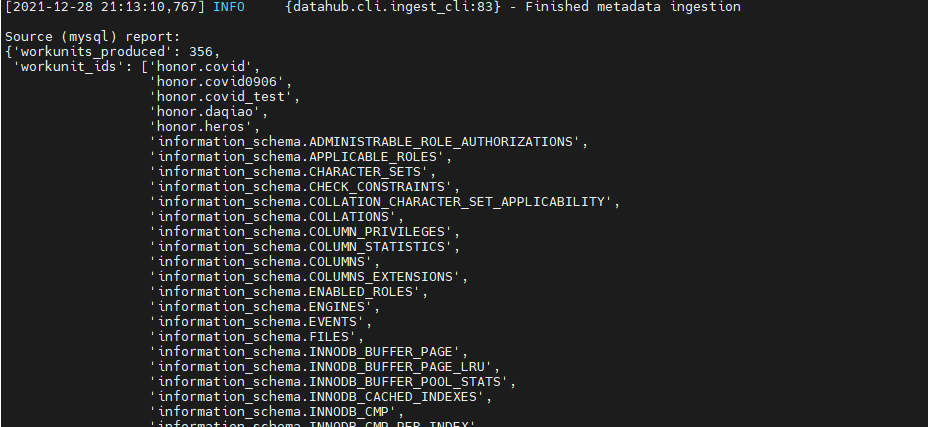 [2021-12-28 21:13:10,767] INFO     {datahub.cli.ingest_cli:83} - Finished metadata ingestion
Source (mysql) report:
{'workunits_produced': 356,
 'workunit_ids': ['honor.covid',
                  'honor.covid0906',
                  'honor.covid_test',
                  'honor.daqiao',
                  'honor.heros',
                  'information_schema.ADMINISTRABLE_ROLE_AUTHORIZATIONS',
                  'information_schema.APPLICABLE_ROLES',
                  'information_schema.CHARACTER_SETS',
                  'information_schema.CHECK_CONSTRAINTS',
                  'information_schema.COLLATION_CHARACTER_SET_APPLICABILITY',
                  'information_schema.COLLATIONS',
                  'information_schema.COLUMN_PRIVILEGES',
                  'information_schema.COLUMN_STATISTICS',
                  'information_schema.COLUMNS',
                  'information_schema.COLUMNS_EXTENSIONS',
                  'information_schema.ENABLED_ROLES',
                  'information_schema.ENGINES',
                  'information_schema.EVENTS',
                  'information_schema.FILES',
                  'information_schema.INNODB_BUFFER_PAGE',
                  'information_schema.INNODB_BUFFER_PAGE_LRU',
                  'information_schema.INNODB_BUFFER_POOL_STATS',
                  'information_schema.INNODB_CACHED_INDEXES',
                  'information_schema.INNODB_CMP',
                  'information_schema.INNODB_CMP_PER_INDEX',